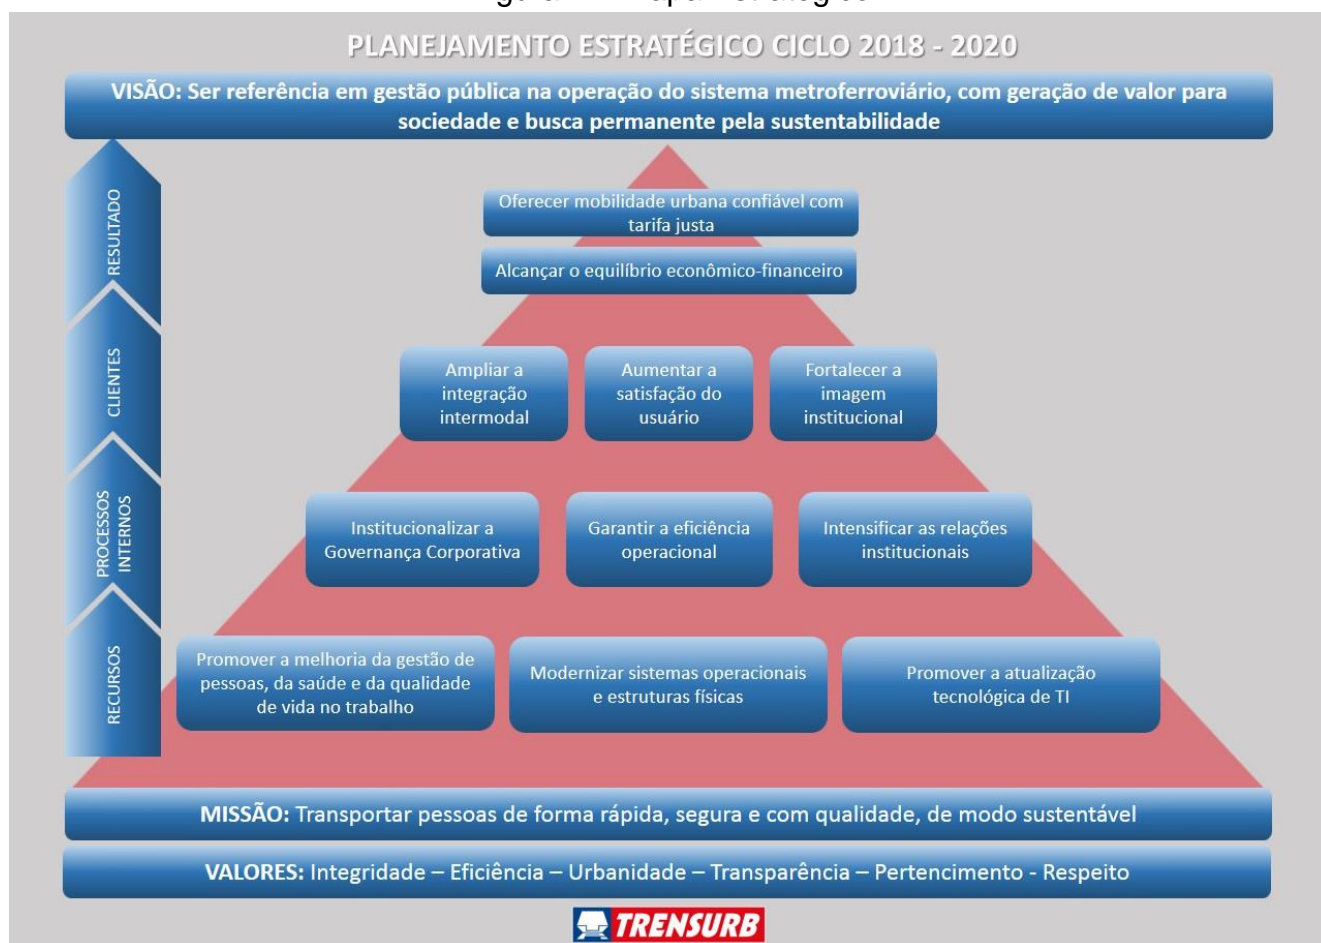 PLANEJAMENTO ESTRATÉGICO CICLO 2018 - 2020
VISÃO: Ser referência em gestão pública na operação do sistema metroferroviário, com geração de valor para
sociedade e busca permanente pela sustentabilidade
RESULTADO
Oferecer mobilidade urbana confiável com
tarifa justa
Alcançar o equilíbrio econômico-financeiro
CLIENTES
Ampliar a
integração
intermodal
Aumentar a
satisfação do
usuário
Fortalecer a
imagem
institucional
PROCESSOS
INTERNOS
Institucionalizar a
Governança Corporativa
Garantir a eficiência
operacional
Intensificar as relações
institucionais
RECURSOS
Promover a melhoria da gestão de
pessoas, da saúde e da qualidade
de vida no trabalho
Modernizar sistemas operacionais
e estruturas físicas
Promover a atualização
tecnológica de TI
MISSÃO: Transportar pessoas de forma rápida, segura e com qualidade, de modo sustentável
VALORES: Integridade – Eficiência – Urbanidade – Transparência – Pertencimento - Respeito
TRENSURB